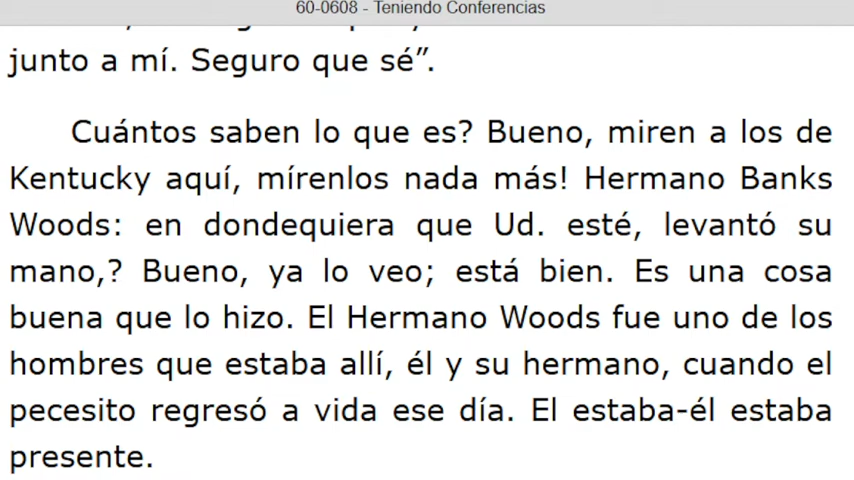 60-0608 - Teniendo Conferencias
junto a mí. Seguro que sé”.
Cuántos saben lo que es? Bueno, miren a los de
Kentucky aquí, mírenlos nada más! Hermano Banks
Woods: en dondequiera que Ud. esté, levantó su
mano,? Bueno, ya lo veo; está bien. Es una cosa
buena que lo hizo. El Hermano Woods fue uno de los
hombres que estaba allí, él y su hermano, cuando el
pecesito regresó a vida ese día. El estaba-él estaba
presente.